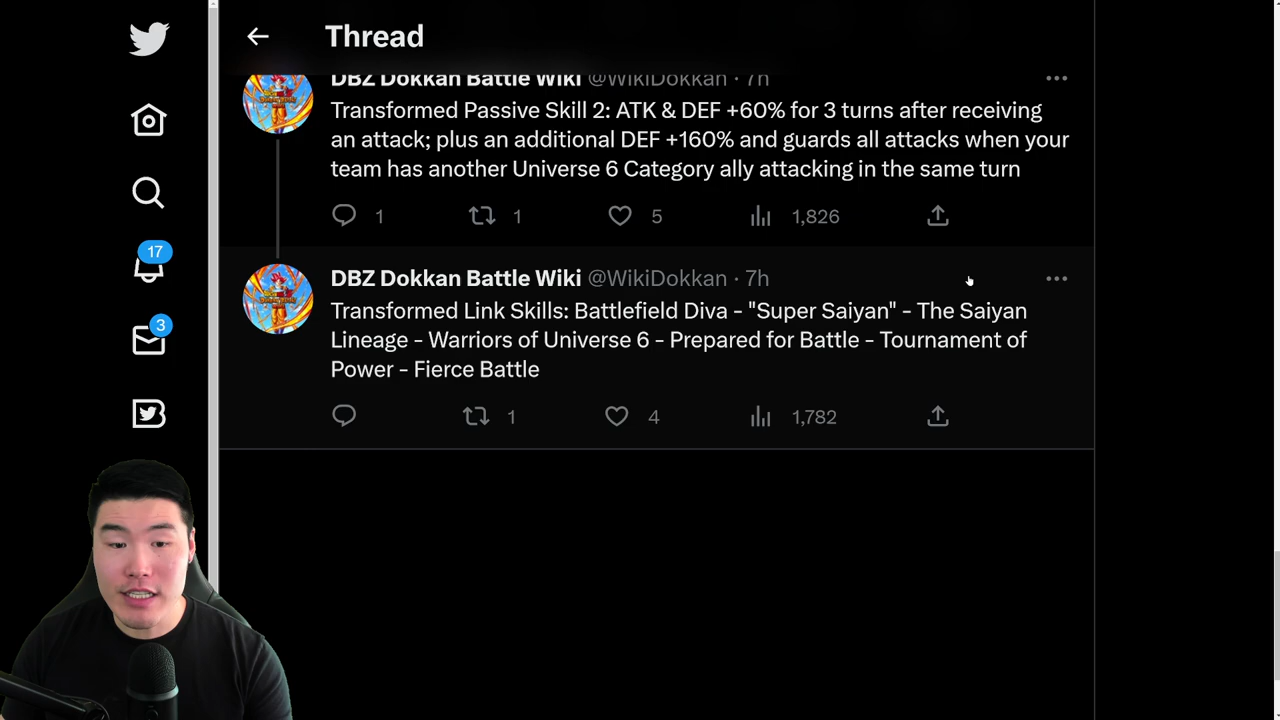 Thread
DBZ Dokkan Battle Wiki @WikiDokkan · 7h
Transformed Passive Skill 2: ATK & DEF +60% for 3 turns after receiving
an attack; plus an additional DEF +160% and guards all attacks when your
team has another Universe 6 Category ally attacking in the same turn
1 1 5 1,826
17
DBZ Dokkan Battle Wiki @WikiDokkan · 7h
Transformed Link Skills: Battlefield Diva - "Super Saiyan" - The Saiyan
Lineage - Warriors of Universe 6 - Prepared for Battle - Tournament of
Power - Fierce Battle
3
1 4 1,782